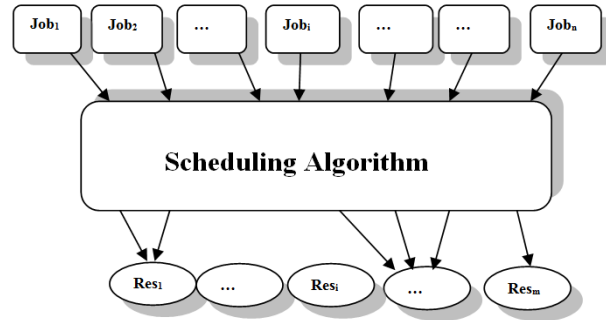 Job₁ Job₂ ... Jobᵢ ... ... Jobₙ
Scheduling Algorithm
Res₁ ... Resᵢ ... Resₘ